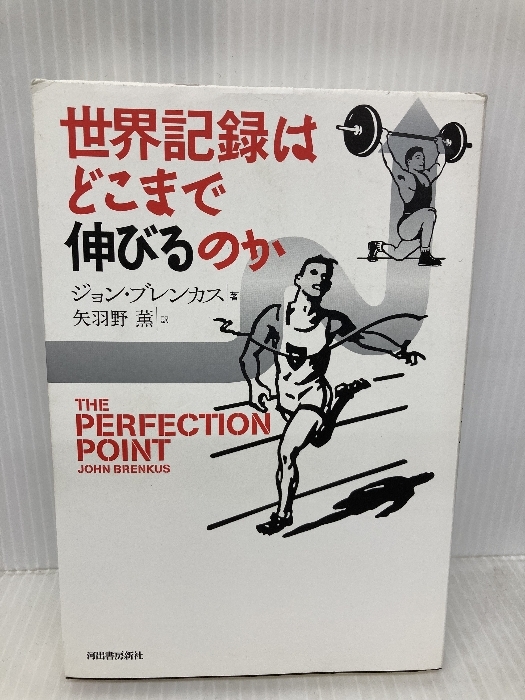 世界記録は
どこまで
伸びるのか
ジョン・ブレンカス 著
矢羽野 薫 訳
THE
PERFECTION
POINT
JOHN BRENKUS
河出書房新社